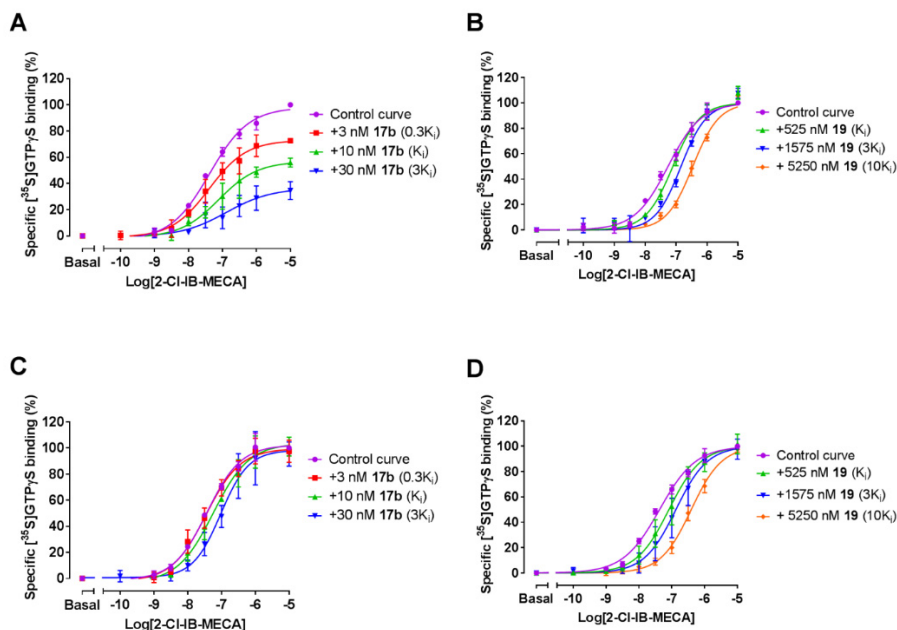 A
Specific [³⁵S]GTPγS binding (%)
120
100
80
60
40
20
0
Basal -10 -9 -8 -7 -6 -5
Log[2-Cl-IB-MECA]
Control curve
+3 nM 17b (0.3Kᵢ)
+10 nM 17b (Kᵢ)
+30 nM 17b (3Kᵢ)
B
Specific [³⁵S]GTPγS binding (%)
120
100
80
60
40
20
0
Basal -10 -9 -8 -7 -6 -5
Log[2-Cl-IB-MECA]
Control curve
+525 nM 19 (Kᵢ)
+1575 nM 19 (3Kᵢ)
+ 5250 nM 19 (10Kᵢ)
C
Specific [³⁵S]GTPγS binding (%)
120
100
80
60
40
20
0
Basal -10 -9 -8 -7 -6 -5
Log[2-Cl-IB-MECA]
Control curve
+3 nM 17b (0.3Kᵢ)
+10 nM 17b (Kᵢ)
+30 nM 17b (3Kᵢ)
D
Specific [³⁵S]GTPγS binding (%)
120
100
80
60
40
20
0
Basal -10 -9 -8 -7 -6 -5
Log[2-Cl-IB-MECA]
Control curve
+525 nM 19 (Kᵢ)
+1575 nM 19 (3Kᵢ)
+ 5250 nM 19 (10Kᵢ)